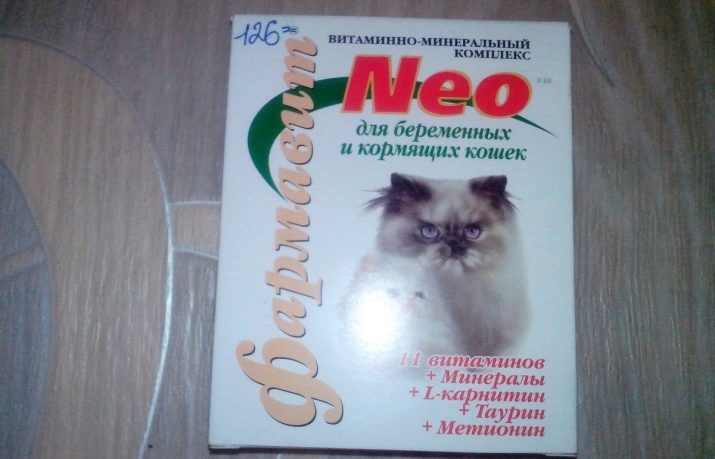 126=
ВИТАМИННО-МИНЕРАЛЬНЫЙ
КОМПЛЕКС
Фармавит
Neo
для беременных
и кормящих кошек
11 витаминов
+ Минералы
+ L-карнитин
+ Таурин
+ Метионин